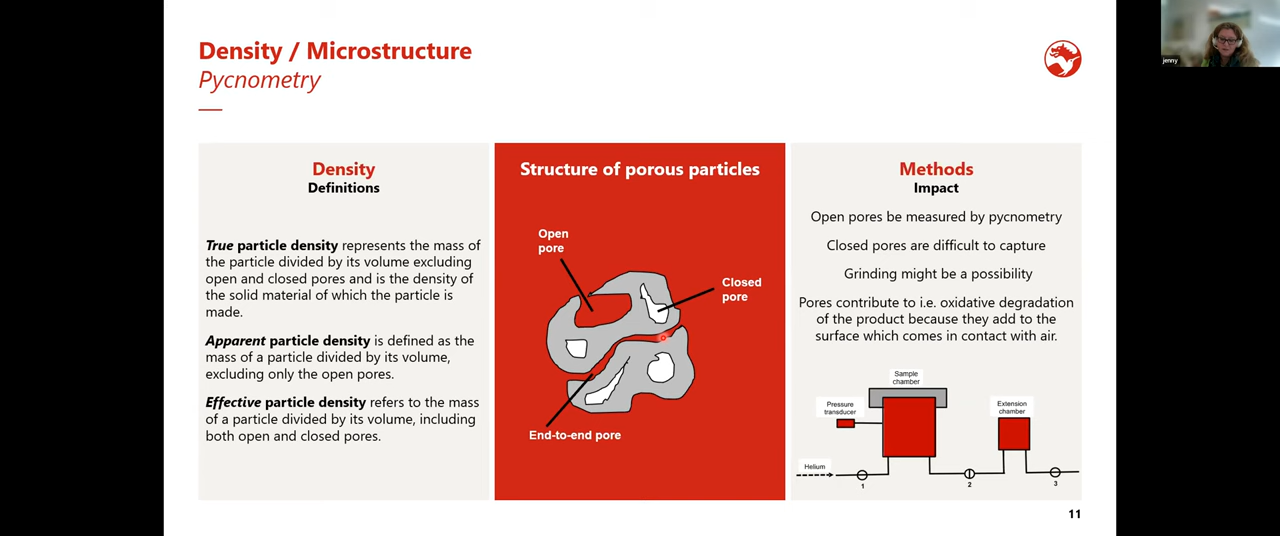 Density / Microstructure
Pycnometry
jenny
Density
Definitions
True particle density represents the mass of
the particle divided by its volume excluding
open and closed pores and is the density of
the solid material of which the particle is
made.
Apparent particle density is defined as the
mass of a particle divided by its volume,
excluding only the open pores.
Effective particle density refers to the mass
of a particle divided by its volume, including
both open and closed pores.
Structure of porous particles
Open
pore
Closed
pore
End-to-end pore
Methods
Impact
Open pores be measured by pycnometry
Closed pores are difficult to capture
Grinding might be a possibility
Pores contribute to i.e. oxidative degradation
of the product because they add to the
surface which comes in contact with air.
Sample
chamber
Pressure
transducer
Extension
chamber
Helium
1
2
3
11